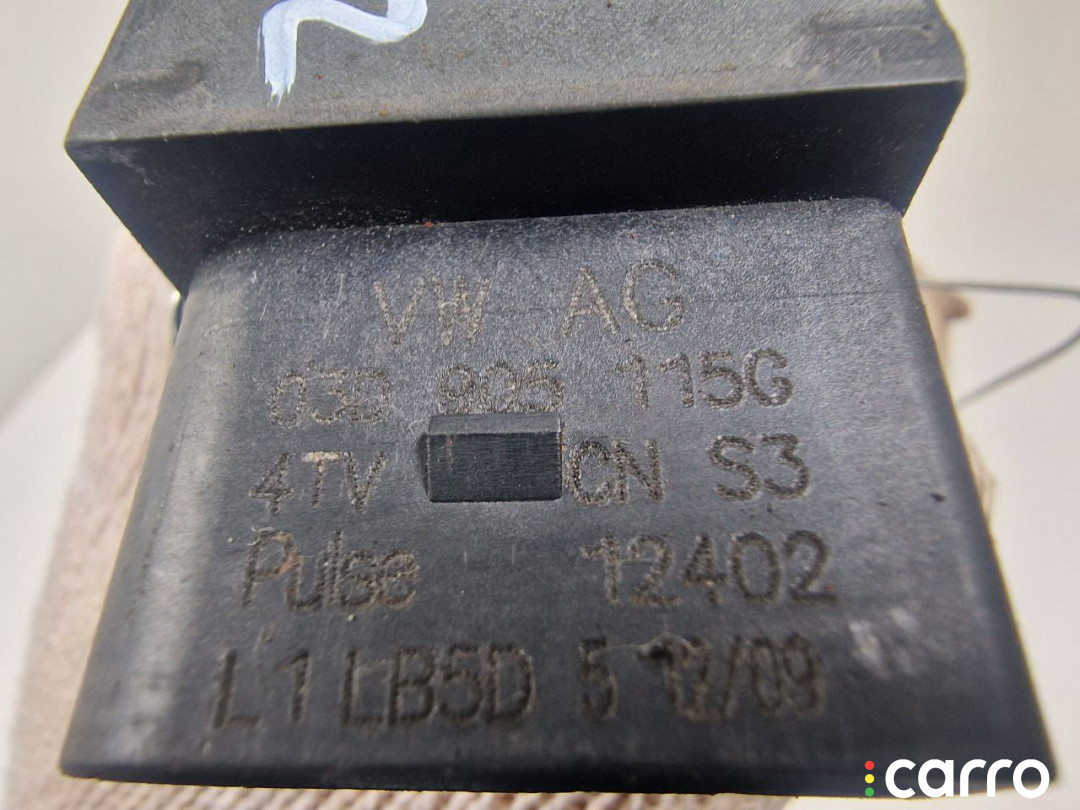 VW AG
03D 905 115G
4TV CN S3
Pulse 12402
L1 LB5D 5 12/09
carro